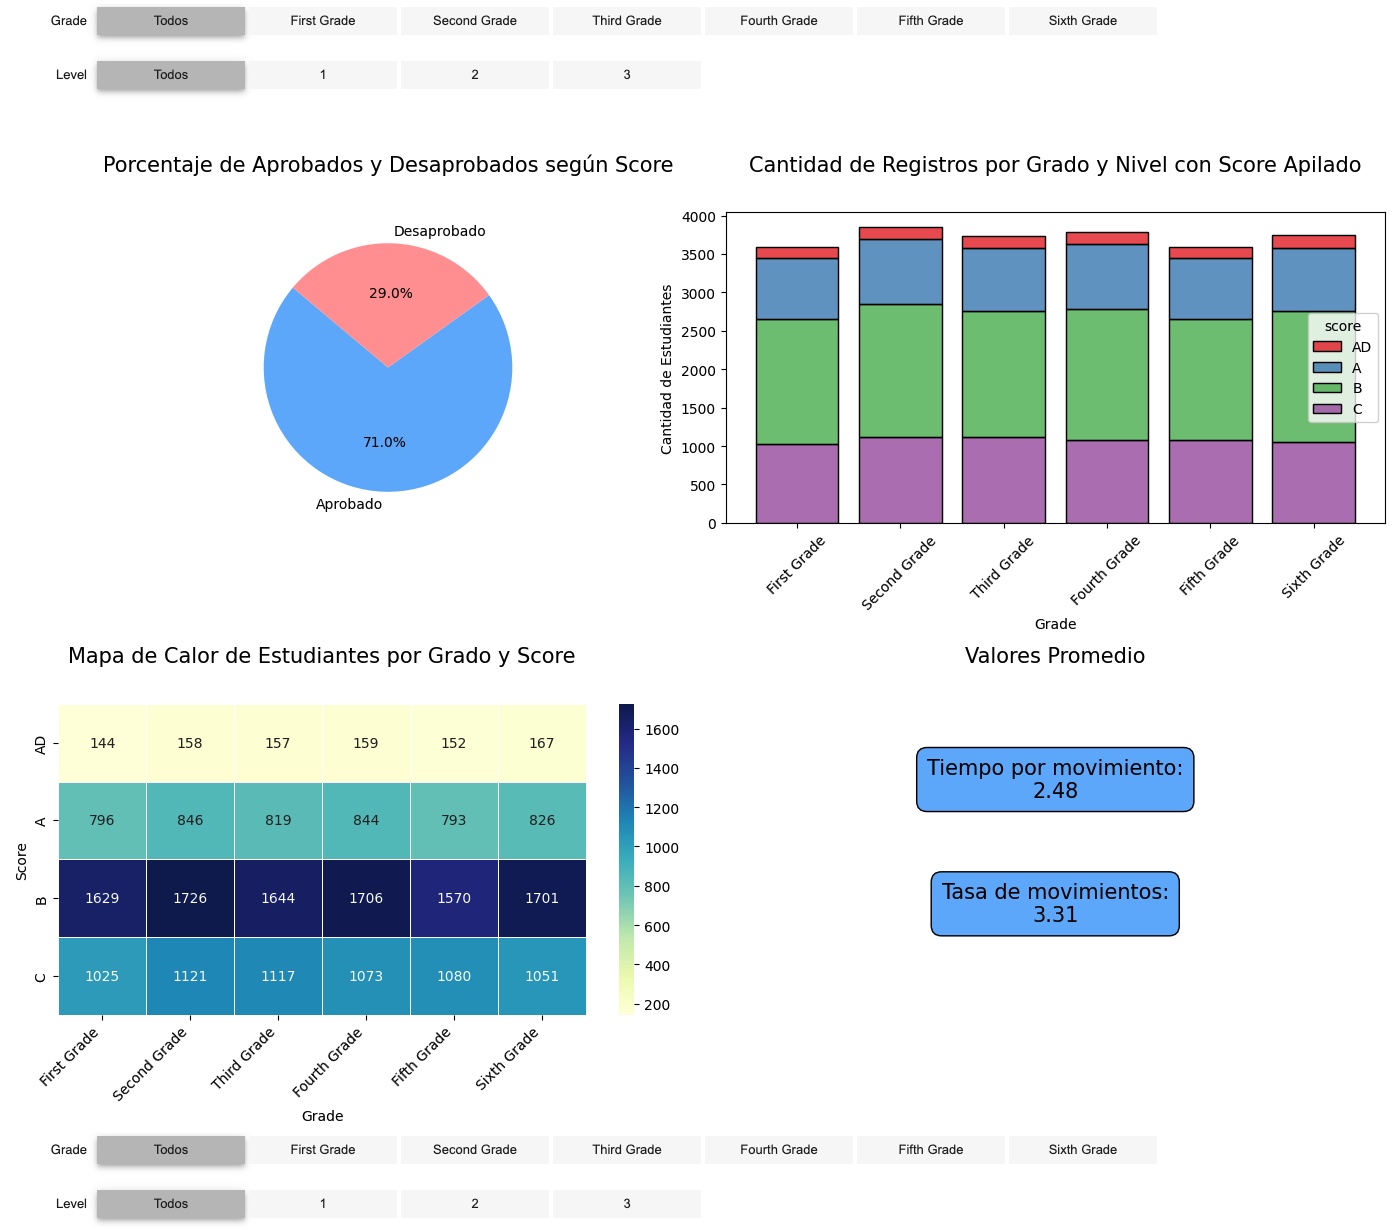 Grade Todos First Grade Second Grade Third Grade Fourth Grade Fifth Grade Sixth Grade
Level Todos 1 2 3
Porcentaje de Aprobados y Desaprobados según Score
Desaprobado
29.0%
71.0%
Aprobado
Cantidad de Registros por Grado y Nivel con Score Apilado
Cantidad de Estudiantes
4000
3500
3000
2500
2000
1500
1000
500
0
score
AD
A
B
C
First Grade Second Grade Third Grade Fourth Grade Fifth Grade Sixth Grade
Grade
Mapa de Calor de Estudiantes por Grado y Score
Score
AD 144 158 157 159 152 167
A 796 846 819 844 793 826
B 1629 1726 1644 1706 1570 1701
C 1025 1121 1117 1073 1080 1051
First Grade Second Grade Third Grade Fourth Grade Fifth Grade Sixth Grade
Grade
1600
1400
1200
1000
800
600
400
200
Valores Promedio
Tiempo por movimiento:
2.48
Tasa de movimientos:
3.31
Grade Todos First Grade Second Grade Third Grade Fourth Grade Fifth Grade Sixth Grade
Level Todos 1 2 3